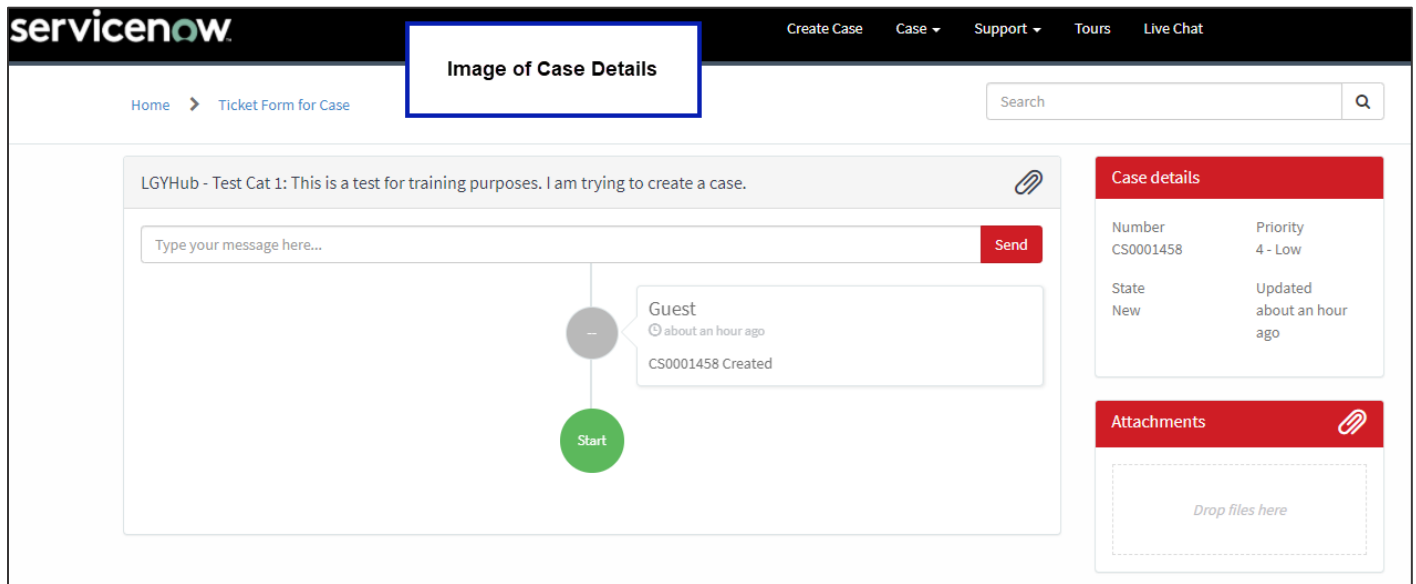 servicenow
Create Case Case Support Tours Live Chat
Image of Case Details
Home Ticket Form for Case
Search
LGYHub - Test Cat 1: This is a test for training purposes. I am trying to create a case.
Type your message here...
Send
--
Guest
about an hour ago
CS0001458 Created
Start
Case details
Number Priority
CS0001458 4 - Low
State Updated
New about an hour
ago
Attachments
Drop files here